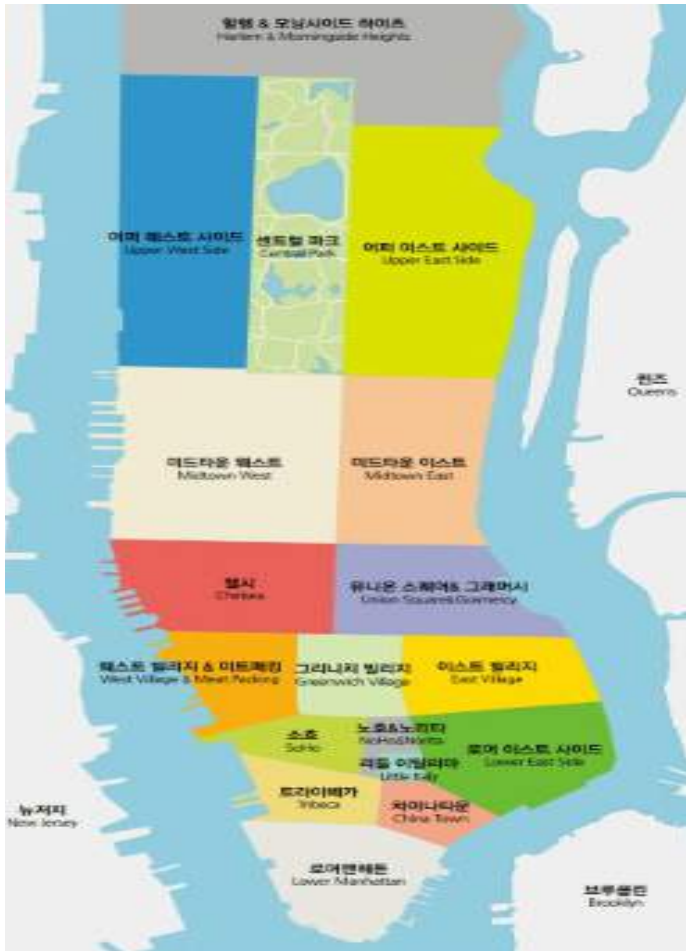 할렘 & 모닝사이드 하이츠
Harlem & Morningside Heights
어퍼 웨스트 사이드
Upper West Side
센트럴 파크
Central Park
어퍼 이스트 사이드
Upper East Side
퀸즈
Queens
미드타운 웨스트
Midtown West
미드타운 이스트
Midtown East
첼시
Chelsea
유니온 스퀘어& 그래머시
Union Square& Gramercy
웨스트 빌리지 & 미트패킹
West Village & Meat Packing
그리니치 빌리지
Greenwich Village
이스트 빌리지
East Village
소호
SoHo
노호&노리타
NoHo&Norita
로어 이스트 사이드
Lower East Side
리틀 이탈리아
Little Italy
트라이베카
Tribeca
차이나타운
China Town
뉴저지
New Jersey
로어맨해튼
Lower Manhattan
브루클린
Brooklyn